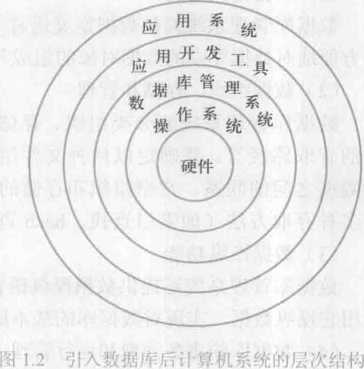 应用系统
应用开发工具
数据库管理系统
操作系统
硬件
图 1.2 引入数据库后计算机系统的层次结构